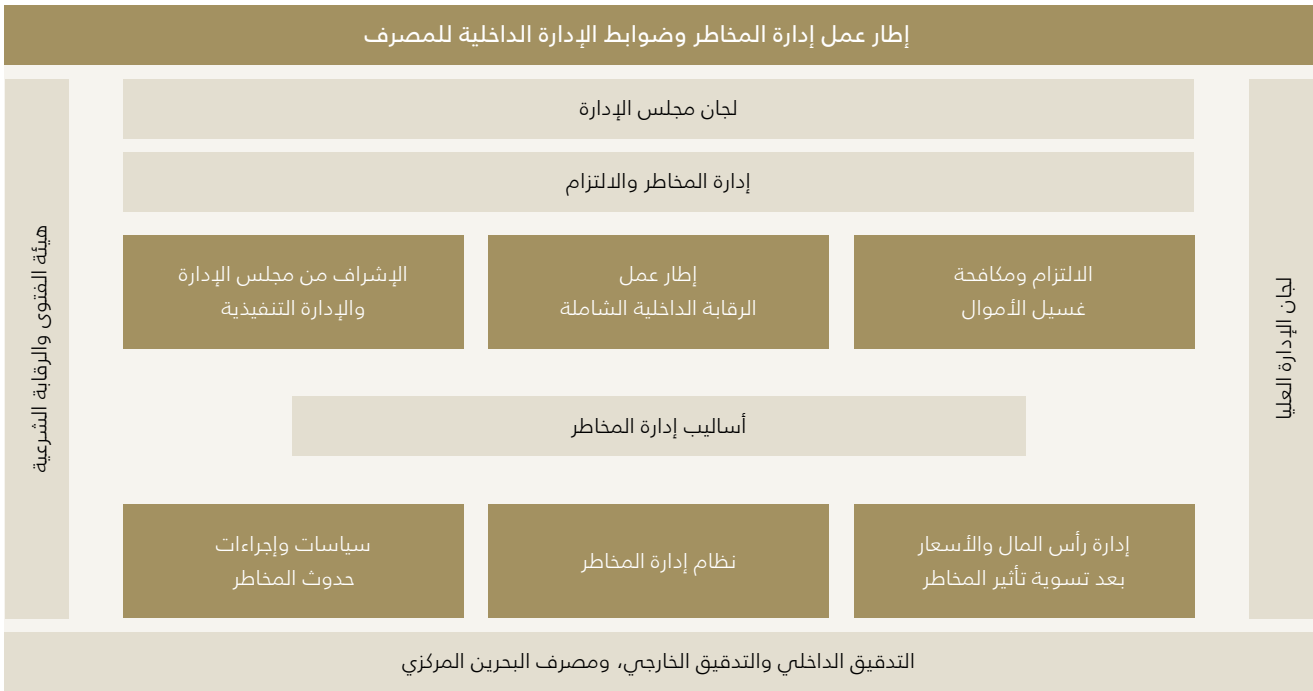 إطار عمل إدارة المخاطر وضوابط الإدارة الداخلية للمصرف
لجان مجلس الإدارة
إدارة المخاطر والالتزام
لجان الإدارة العليا
الالتزام ومكافحة
غسيل الأموال
إطار عمل
الرقابة الداخلية الشاملة
الإشراف من مجلس الإدارة
والإدارة التنفيذية
هيئة الفتوى والرقابة الشرعية
أساليب إدارة المخاطر
إدارة رأس المال والأسعار
بعد تسوية تأثير المخاطر
نظام إدارة المخاطر
سياسات وإجراءات
حدوث المخاطر
التدقيق الداخلي والتدقيق الخارجي، ومصرف البحرين المركزي